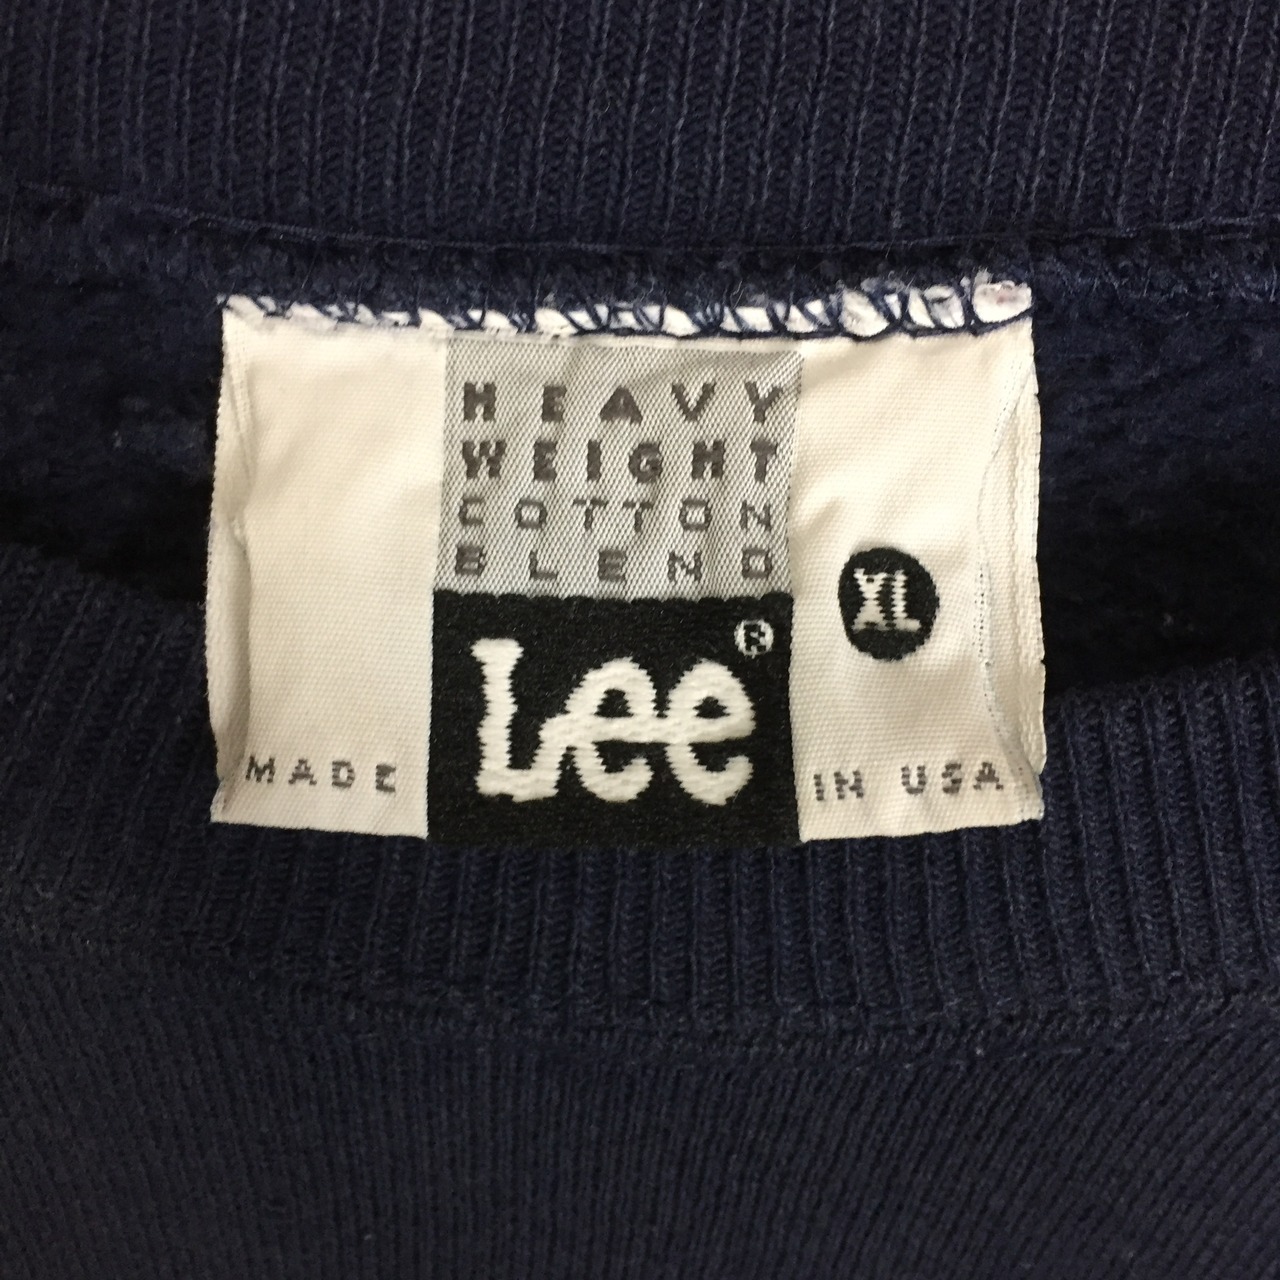 HEAVY
WEIGHT
COTTON
BLEND
Lee®
XL
MADE IN USA